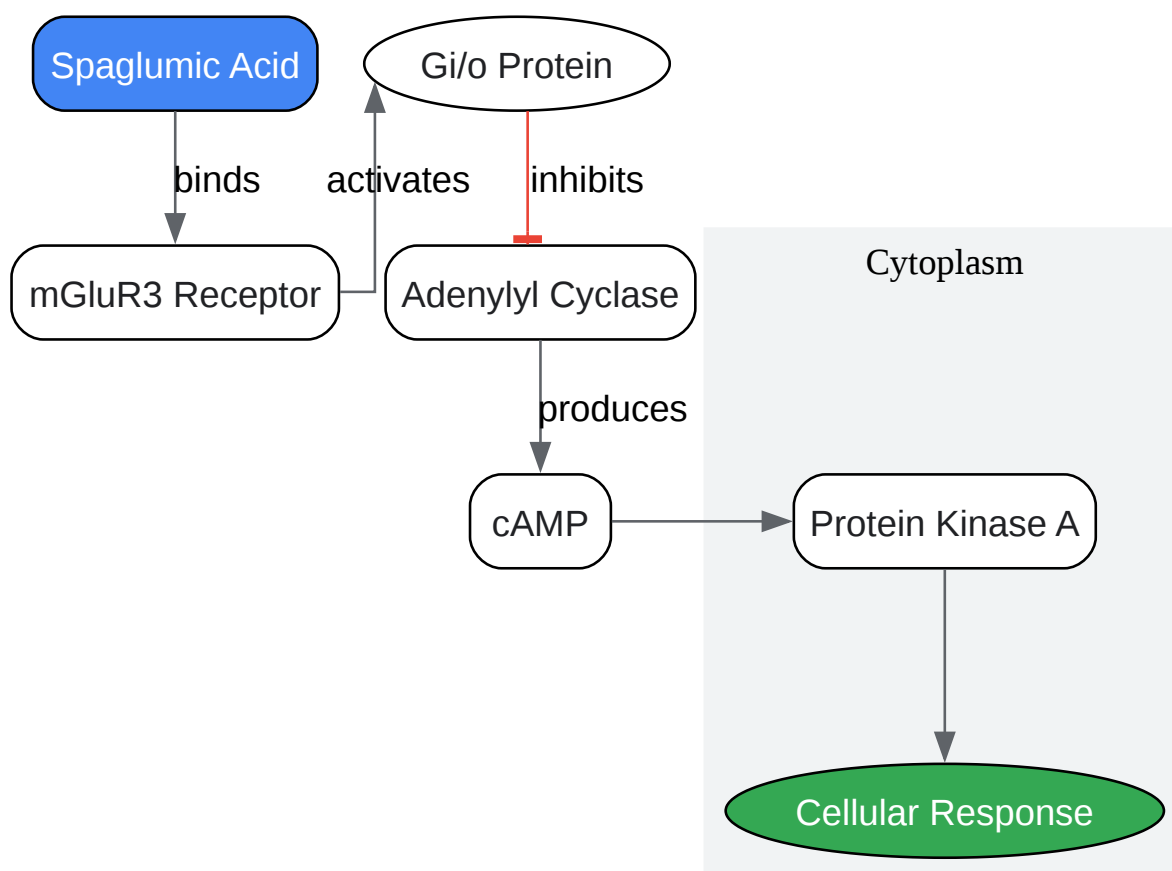 Spaglumic Acid
Gi/o Protein
binds
activates
inhibits
Cytoplasm
mGluR3 Receptor
Adenylyl Cyclase
produces
cAMP
Protein Kinase A
Cellular Response